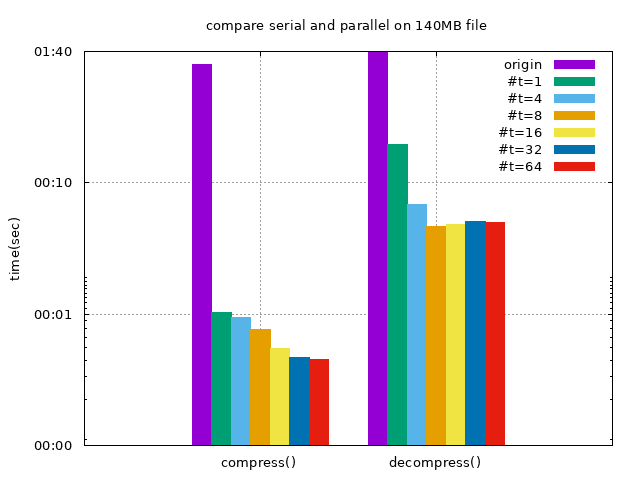 compare serial and parallel on 140MB file
01:40
00:10
00:01
00:00
time(sec)
origin
#t=1
#t=4
#t=8
#t=16
#t=32
#t=64
compress()
decompress()